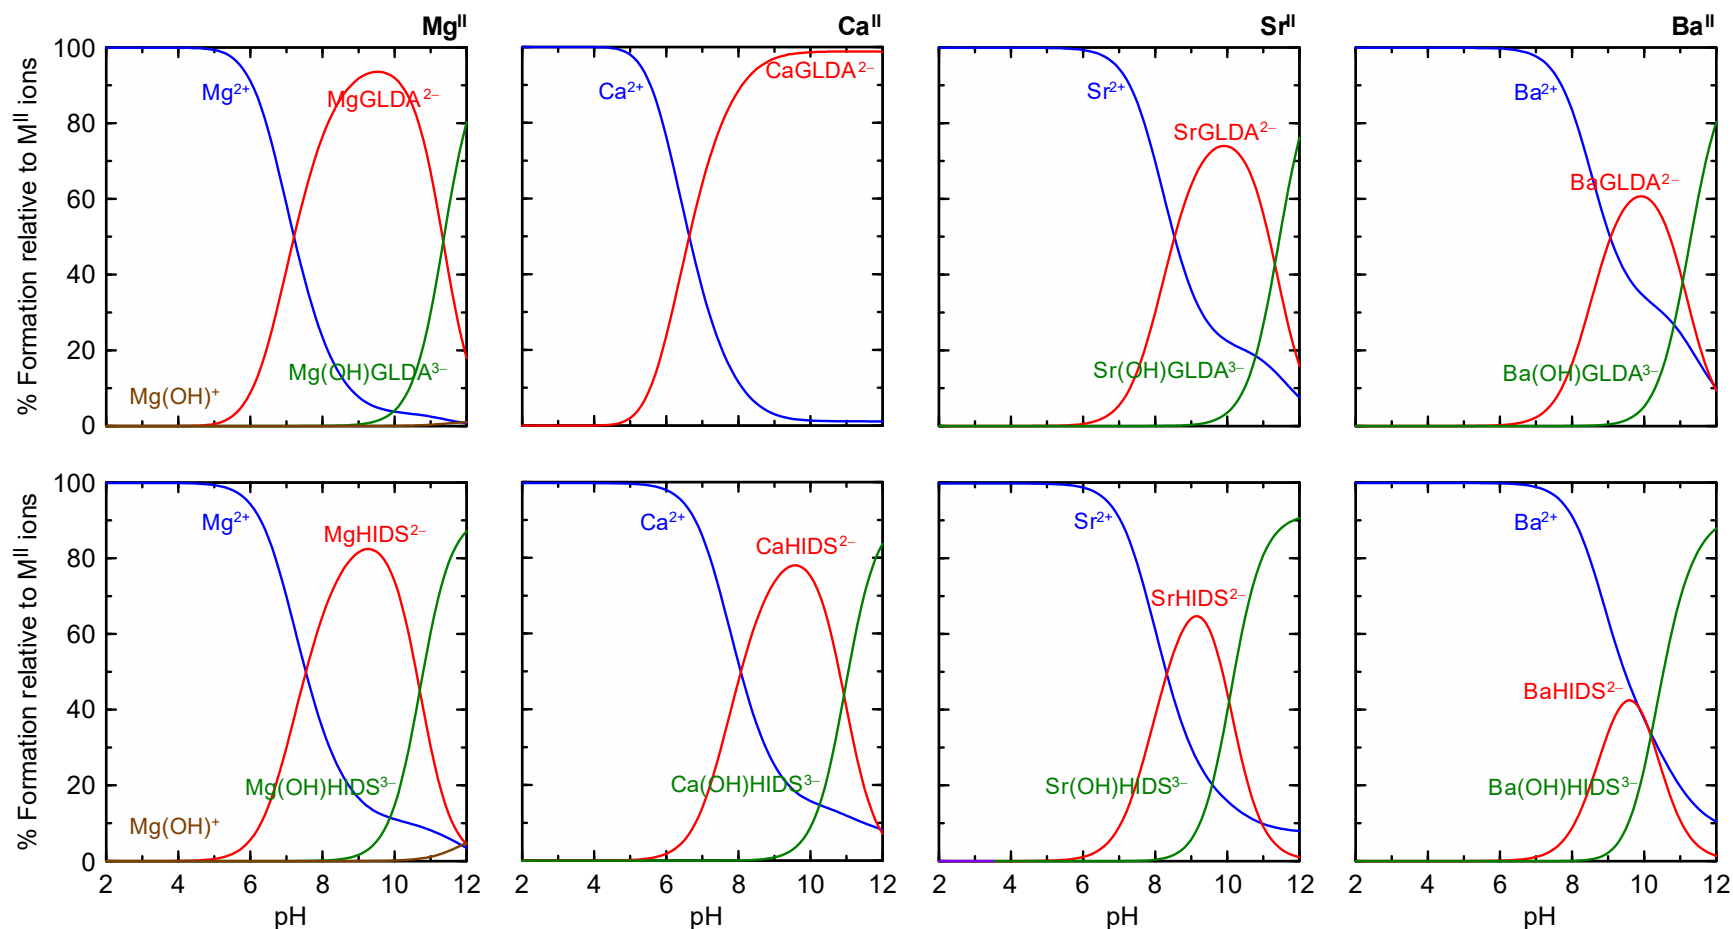 Mg^II Ca^II Sr^II Ba^II
% Formation relative to M^II ions
100
80
60
40
20
0
Mg²⁺
MgGLDA²⁻
Mg(OH)GLDA³⁻
Mg(OH)⁺
Ca²⁺
CaGLDA²⁻
Sr²⁺
SrGLDA²⁻
Sr(OH)GLDA³⁻
Ba²⁺
BaGLDA²⁻
Ba(OH)GLDA³⁻
% Formation relative to M^II ions
100
80
60
40
20
0
Mg²⁺
MgHIDS²⁻
Mg(OH)HIDS³⁻
Mg(OH)⁺
Ca²⁺
CaHIDS²⁻
Ca(OH)HIDS³⁻
Sr²⁺
SrHIDS²⁻
Sr(OH)HIDS³⁻
Ba²⁺
BaHIDS²⁻
Ba(OH)HIDS³⁻
2 4 6 8 10 12 2 4 6 8 10 12 2 4 6 8 10 12 2 4 6 8 10 12
pH pH pH pH